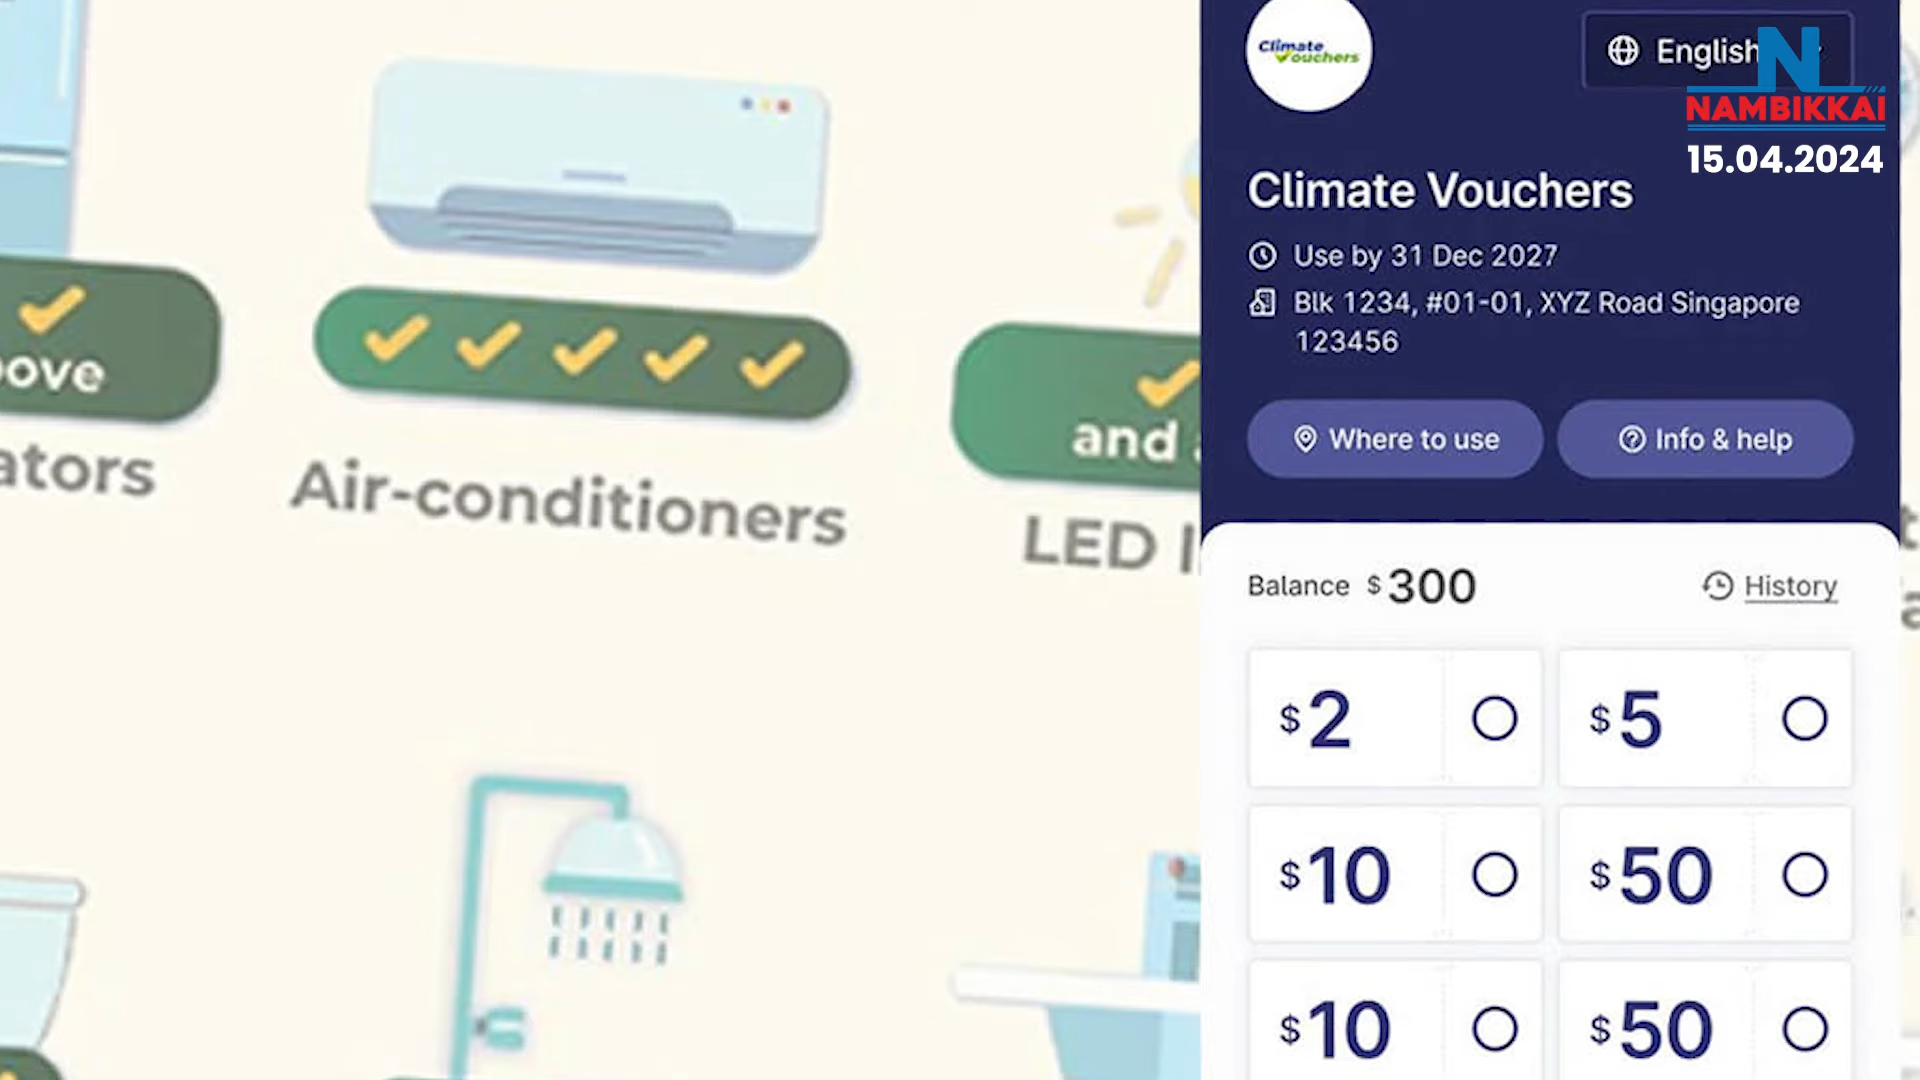 Climate
Vouchers
English
N
NAMBIKKAI
15.04.2024
Climate Vouchers
Use by 31 Dec 2027
Blk 1234, #01-01, XYZ Road Singapore
123456
Where to use
Info & help
Balance $300
History
$2
$5
$10
$50
$10
$50
Air-conditioners
and
LED